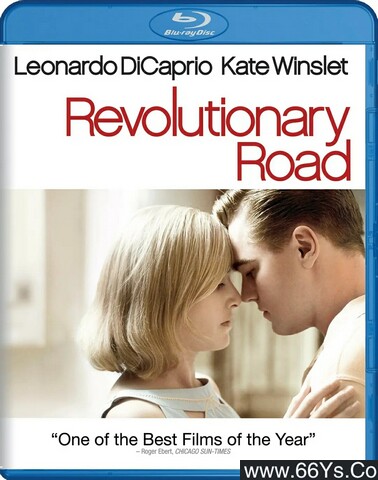 Blu-ray Disc
Leonardo DiCaprio Kate Winslet
Revolutionary
Road
“One of the Best Films of the Year”
– Roger Ebert, CHICAGO SUN-TIMES
www.66Ys.Co